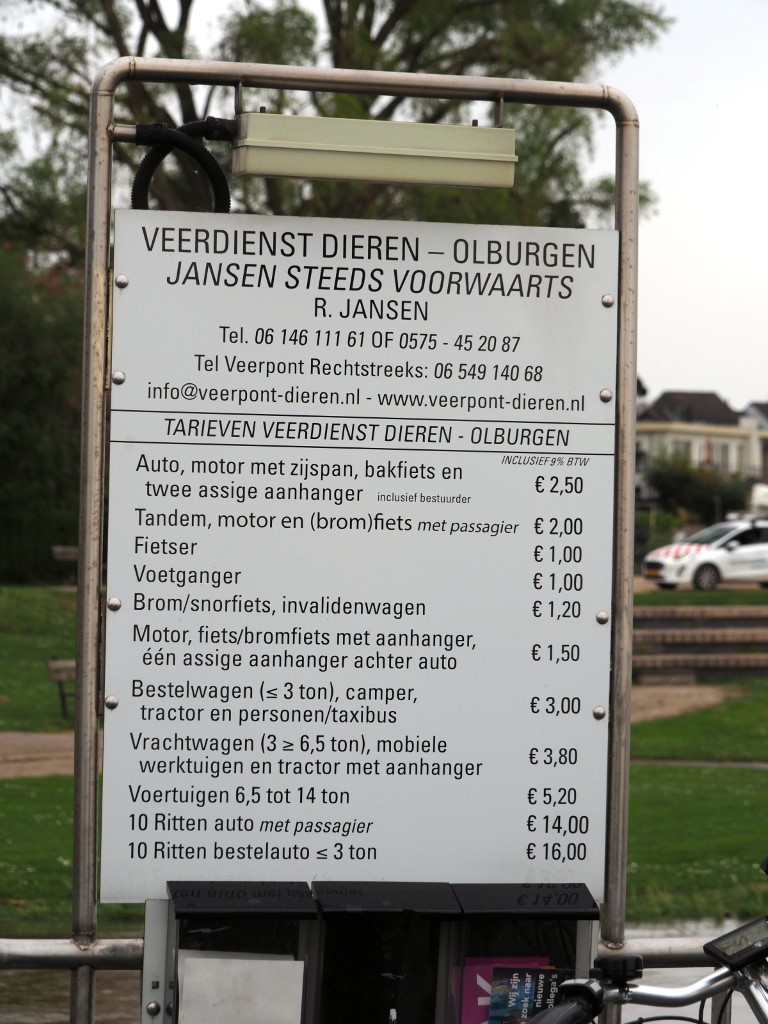 VEERDIENST DIEREN – OLBURGEN
JANSEN STEEDS VOORWAARTS
R. JANSEN
Tel. 06 146 111 61 OF 0575 - 45 20 87
Tel Veerpont Rechtstreeks: 06 549 140 68
info@veerpont-dieren.nl - www.veerpont-dieren.nl
TARIEVEN VEERDIENST DIEREN - OLBURGEN
INCLUSIEF 9% BTW
Auto, motor met zijspan, bakfiets en
twee assige aanhanger inclusief bestuurder € 2,50
Tandem, motor en (brom)fiets met passagier € 2,00
Fietser € 1,00
Voetganger € 1,00
Brom/snorfiets, invalidenwagen € 1,20
Motor, fiets/bromfiets met aanhanger,
één assige aanhanger achter auto € 1,50
Bestelwagen (≤ 3 ton), camper,
tractor en personen/taxibus € 3,00
Vrachtwagen (3 ≥ 6,5 ton), mobiele
werktuigen en tractor met aanhanger € 3,80
Voertuigen 6,5 tot 14 ton € 5,20
10 Ritten auto met passagier € 14,00
10 Ritten bestelauto ≤ 3 ton € 16,00
Wij zijn
zoek naar
nieuwe
ollega's